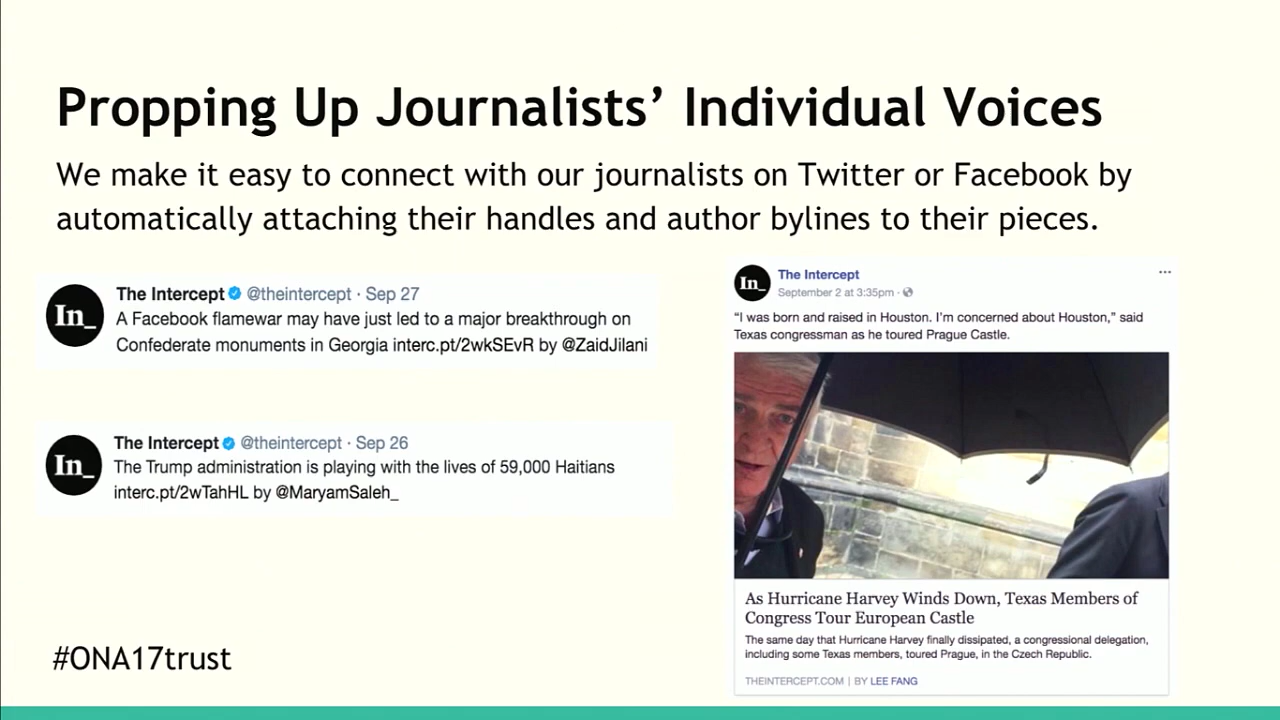 Propping Up Journalists’ Individual Voices
We make it easy to connect with our journalists on Twitter or Facebook by
automatically attaching their handles and author bylines to their pieces.
In_
The Intercept @theintercept · Sep 27
A Facebook flamewar may have just led to a major breakthrough on
Confederate monuments in Georgia interc.pt/2wkSEvR by @ZaidJilani
In_
The Intercept @theintercept · Sep 26
The Trump administration is playing with the lives of 59,000 Haitians
interc.pt/2wTahHL by @MaryamSaleh_
In_
The Intercept
September 2 at 3:35pm ·
“I was born and raised in Houston. I'm concerned about Houston,” said
Texas congressman as he toured Prague Castle.
As Hurricane Harvey Winds Down, Texas Members of
Congress Tour European Castle
The same day that Hurricane Harvey finally dissipated, a congressional delegation,
including some Texas members, toured Prague, in the Czech Republic.
THEINTERCEPT.COM | BY LEE FANG
#ONA17trust